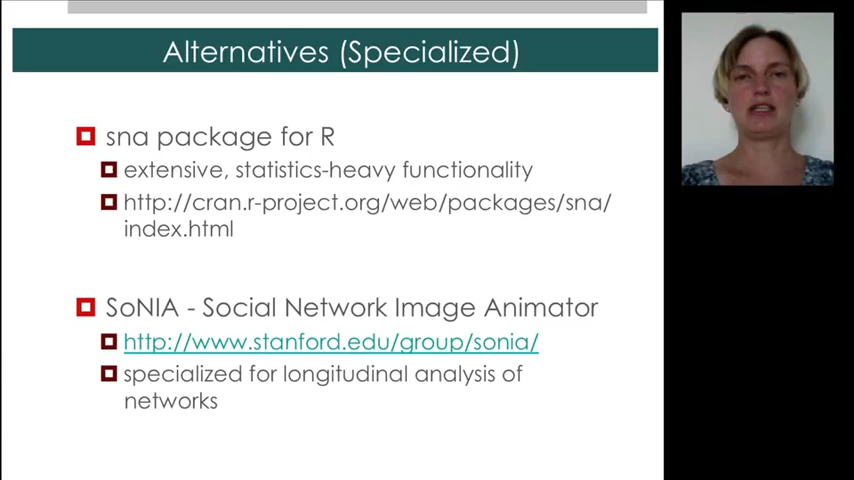 Alternatives (Specialized)
sna package for R
extensive, statistics-heavy functionality
http://cran.r-project.org/web/packages/sna/
index.html
SoNIA - Social Network Image Animator
http://www.stanford.edu/group/sonia/
specialized for longitudinal analysis of
networks